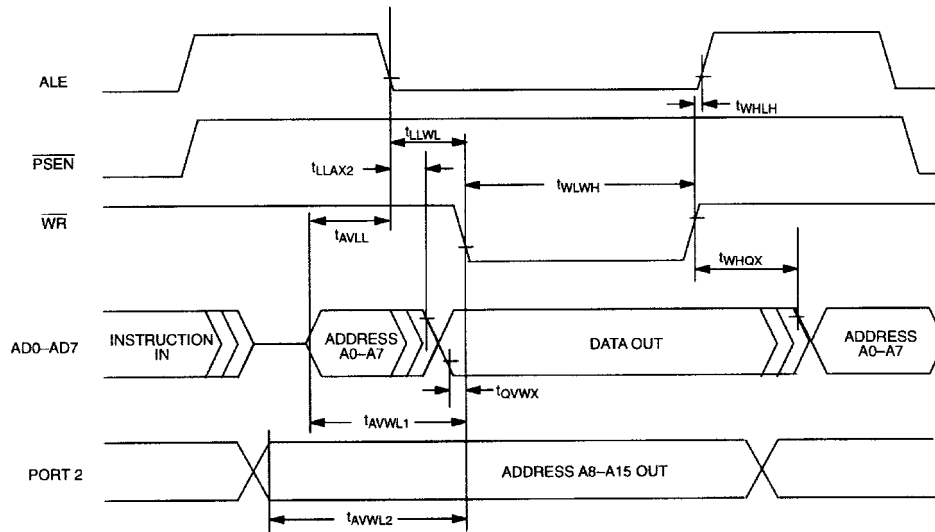 ALE
tWHLH
tLLWL
PSEN
tLLAX2
tWLWH
WR
tAVLL
tWHQX
AD0–AD7
INSTRUCTION
IN
ADDRESS
A0–A7
DATA OUT
ADDRESS
A0–A7
tQVWX
tAVWL1
PORT 2
ADDRESS A8–A15 OUT
tAVWL2